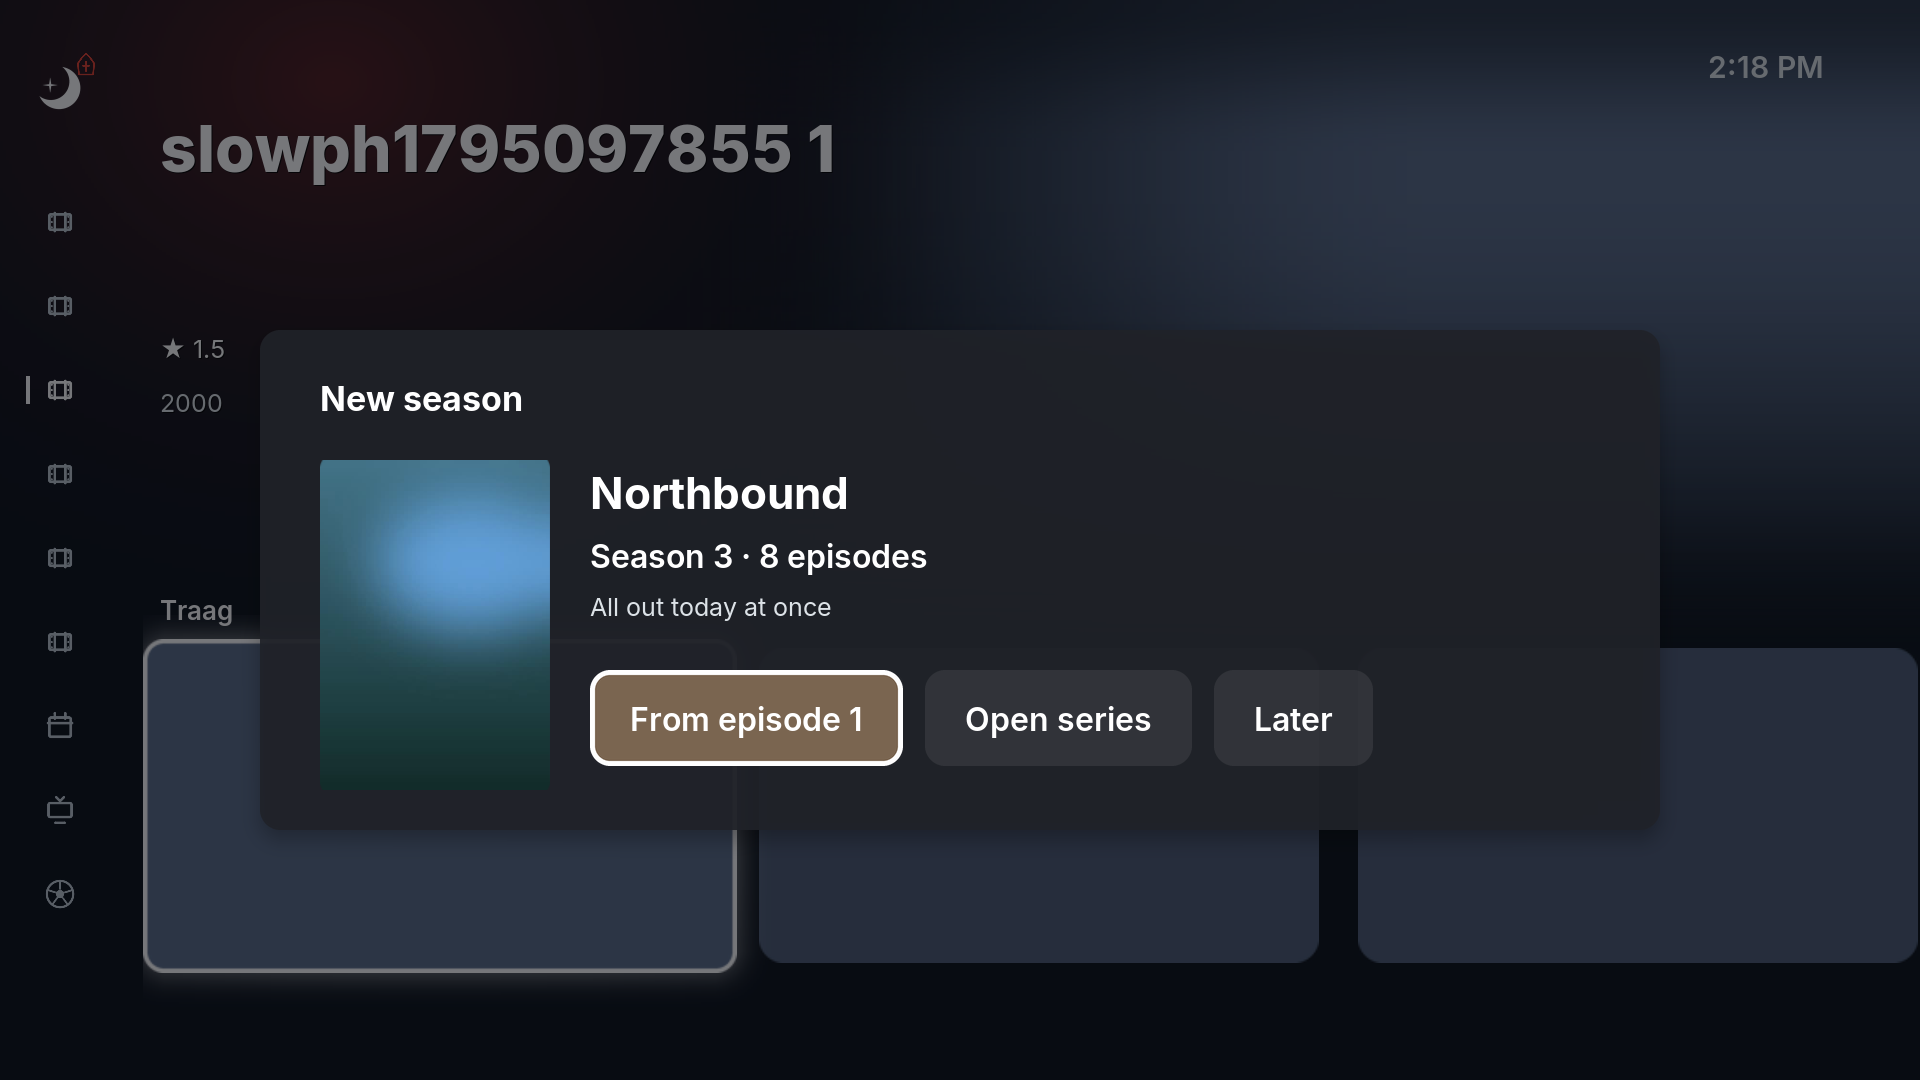 2:18 PM
slowph1795097855 1
★ 1.5
2000
New season
Northbound
Season 3 · 8 episodes
All out today at once
Traag
From episode 1
Open series
Later